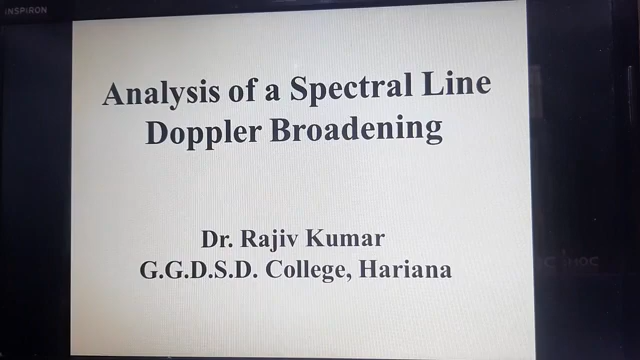 INSPIRON
Analysis of a Spectral Line
Doppler Broadening
Dr. Rajiv Kumar
G.G.D.S.D. College, Hariana